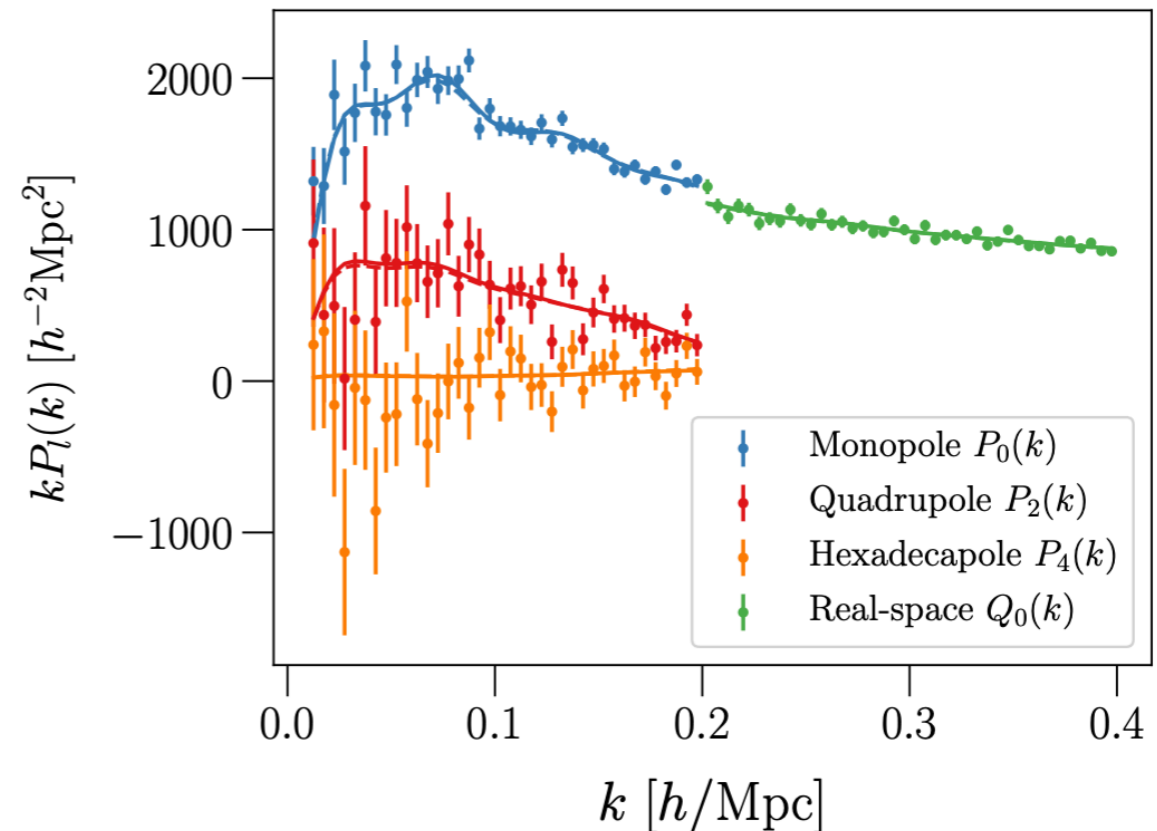 2000
1000
0
−1000
kP_l(k) [h^{−2}Mpc^2]
Monopole P_0(k)
Quadrupole P_2(k)
Hexadecapole P_4(k)
Real-space Q_0(k)
0.0 0.1 0.2 0.3 0.4
k [h/Mpc]